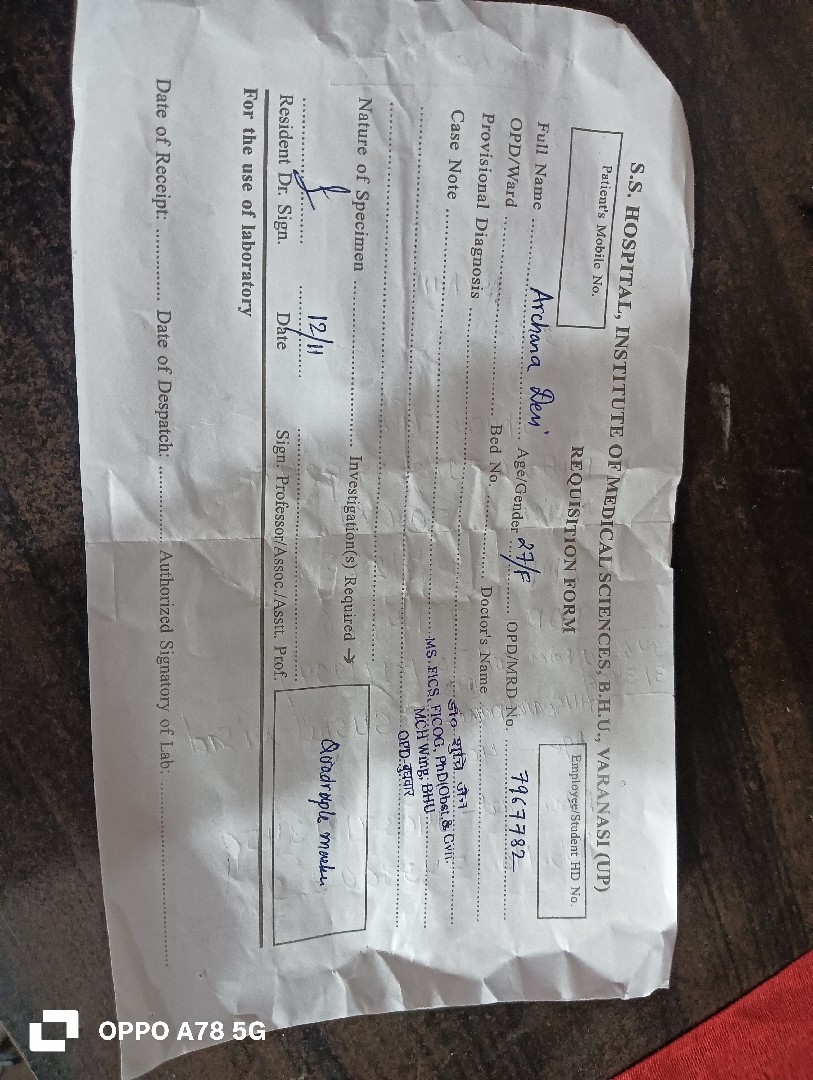 S.S. HOSPITAL, INSTITUTE OF MEDICAL SCIENCES, B.H.U., VARANASI (UP)
REQUISITION FORM
Patient's Mobile No.
Employee/Student HD No.
Full Name Archana Devi Age/Gender 27/F OPD/MRD No. 7967782
OPD/Ward Bed No. Doctor's Name
Provisional Diagnosis
Case Note
डॉ० शुचि जैन
MS, FICS, FICOG, PhD(Obst.& Gyn.
MCH Wing, BHU
OPD-बुधवार
Nature of Specimen Investigation(s) Required →
Quadraple marker
12/11
Resident Dr. Sign. Date Sign. Professor/Assoc./Asstt. Prof.
For the use of laboratory
Date of Receipt: Date of Despatch: Authorized Signatory of Lab:
OPPO A78 5G